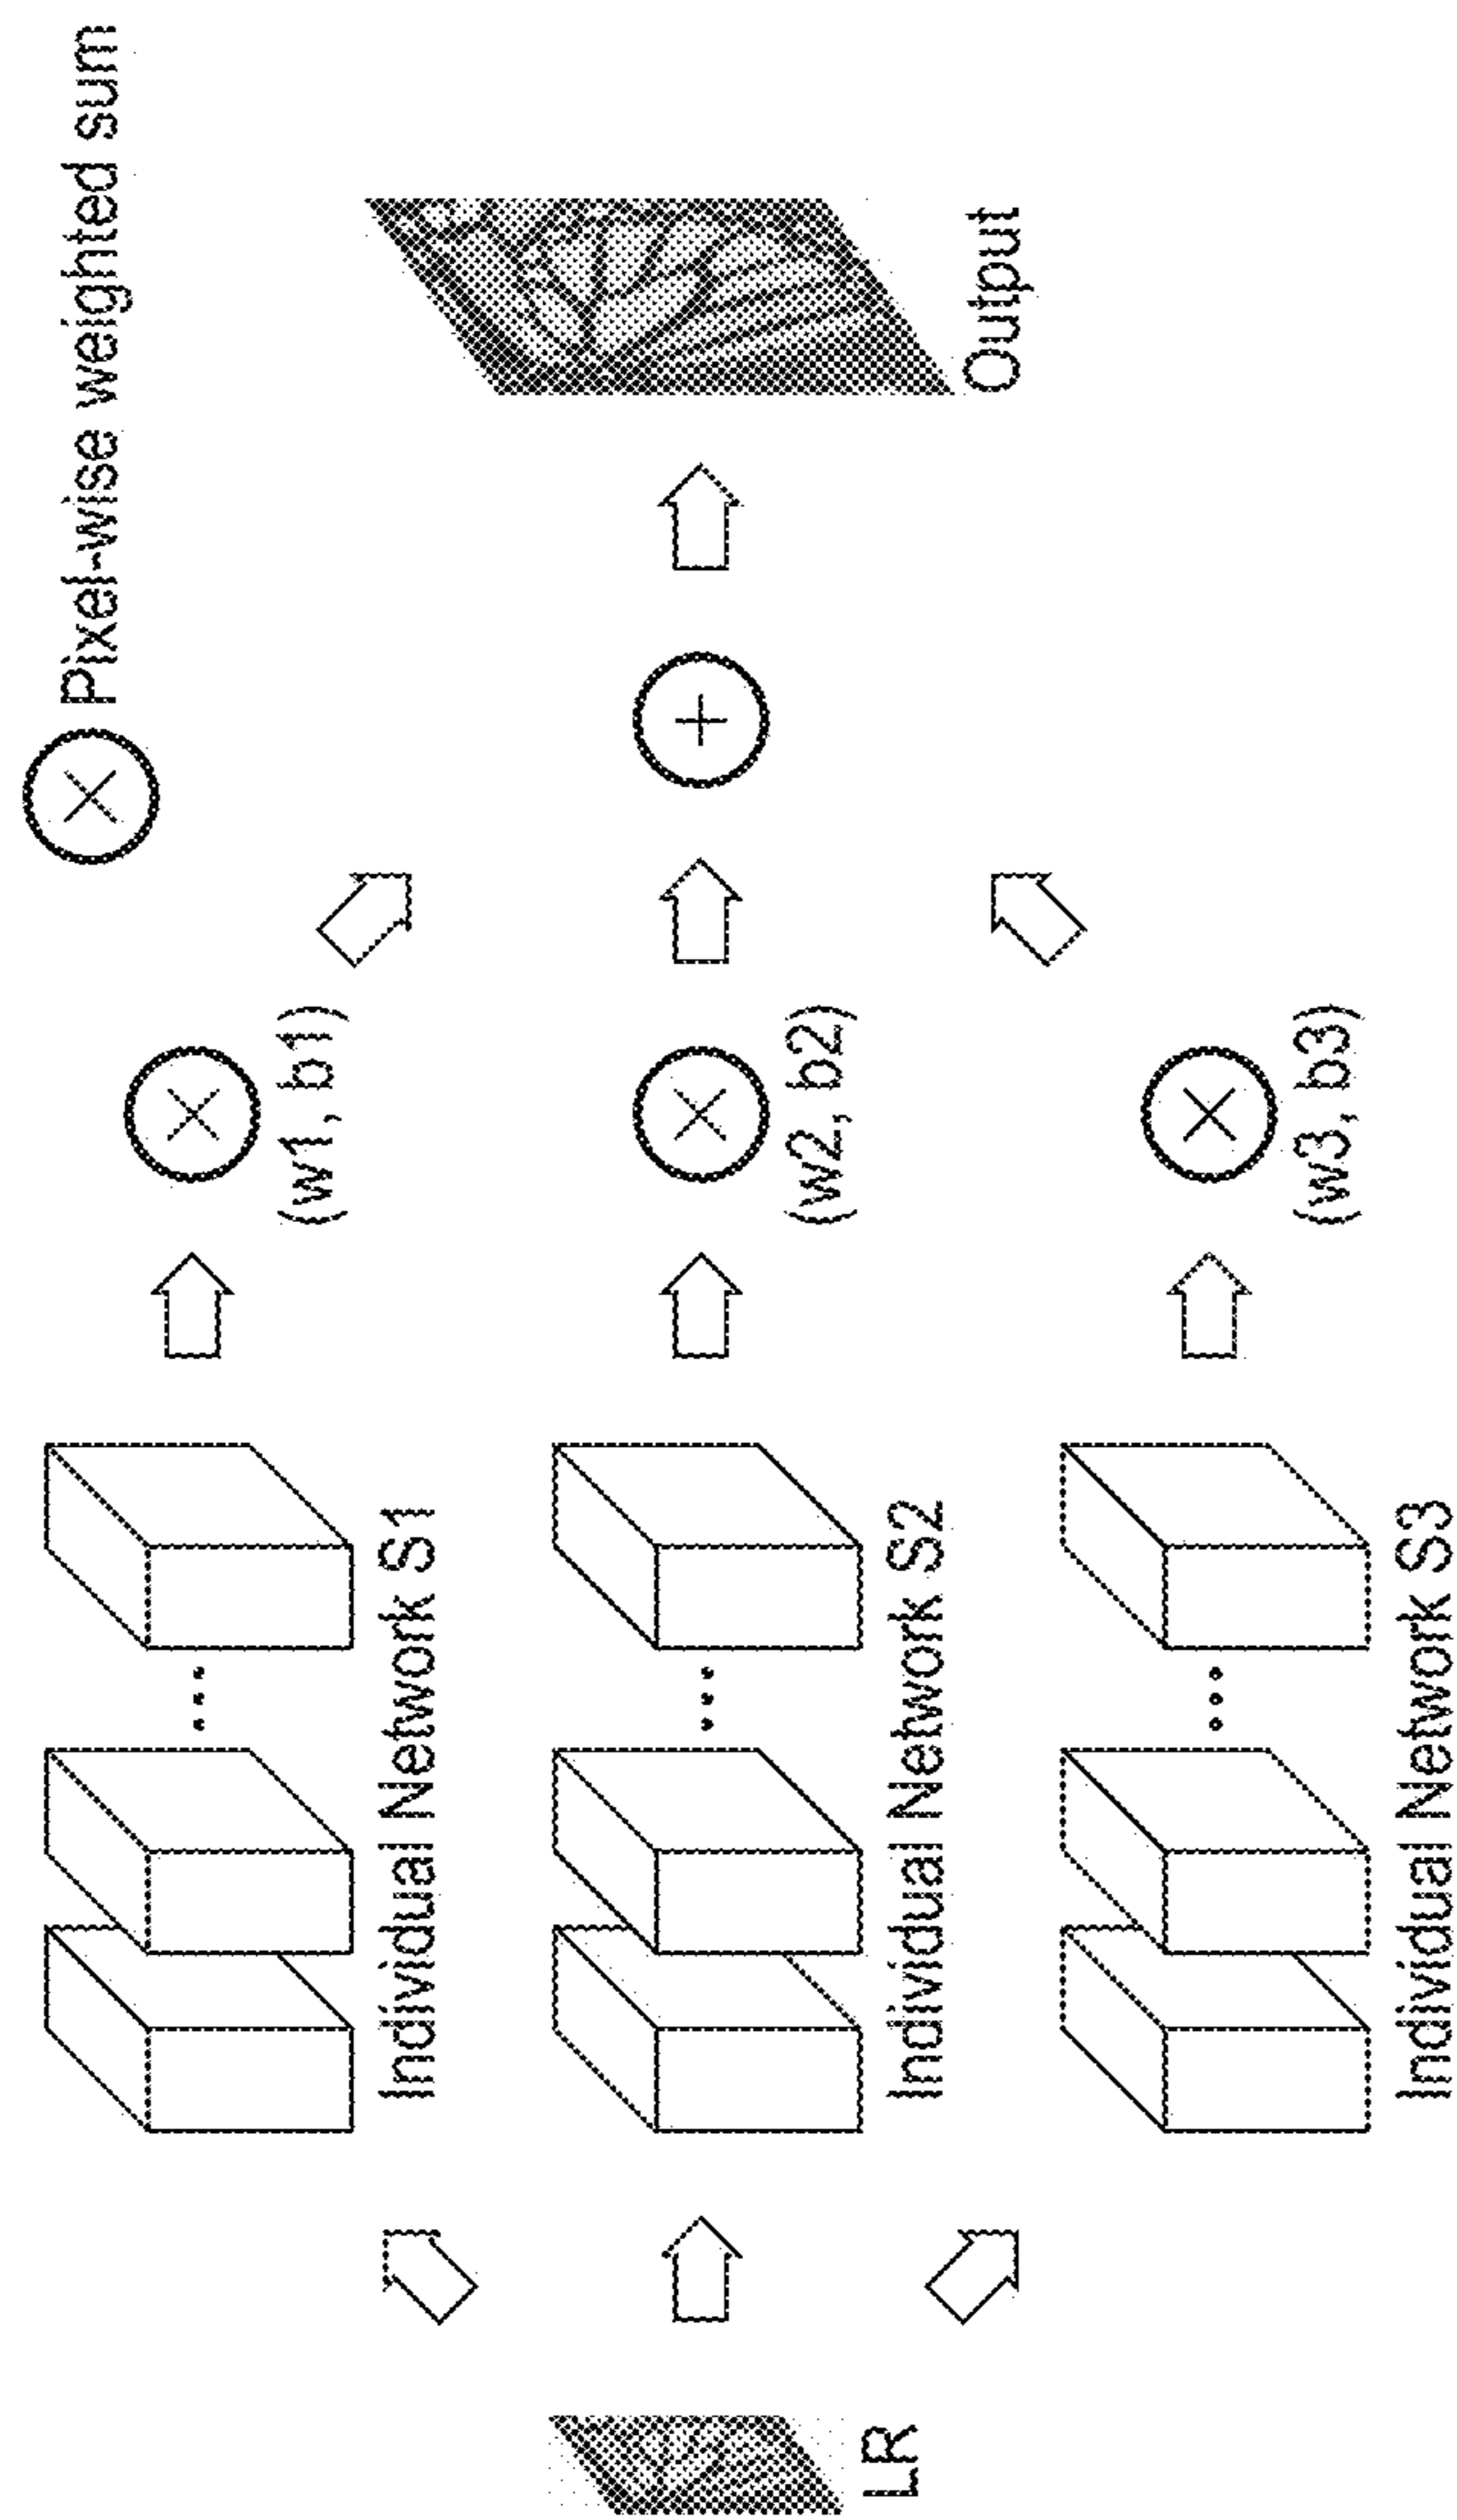 Pixel-wise weighted sum
(w1, b1)
Individual Network S1
LR
(w2, b2)
Individual Network S2
Output
(w3, b3)
Individual Network S3